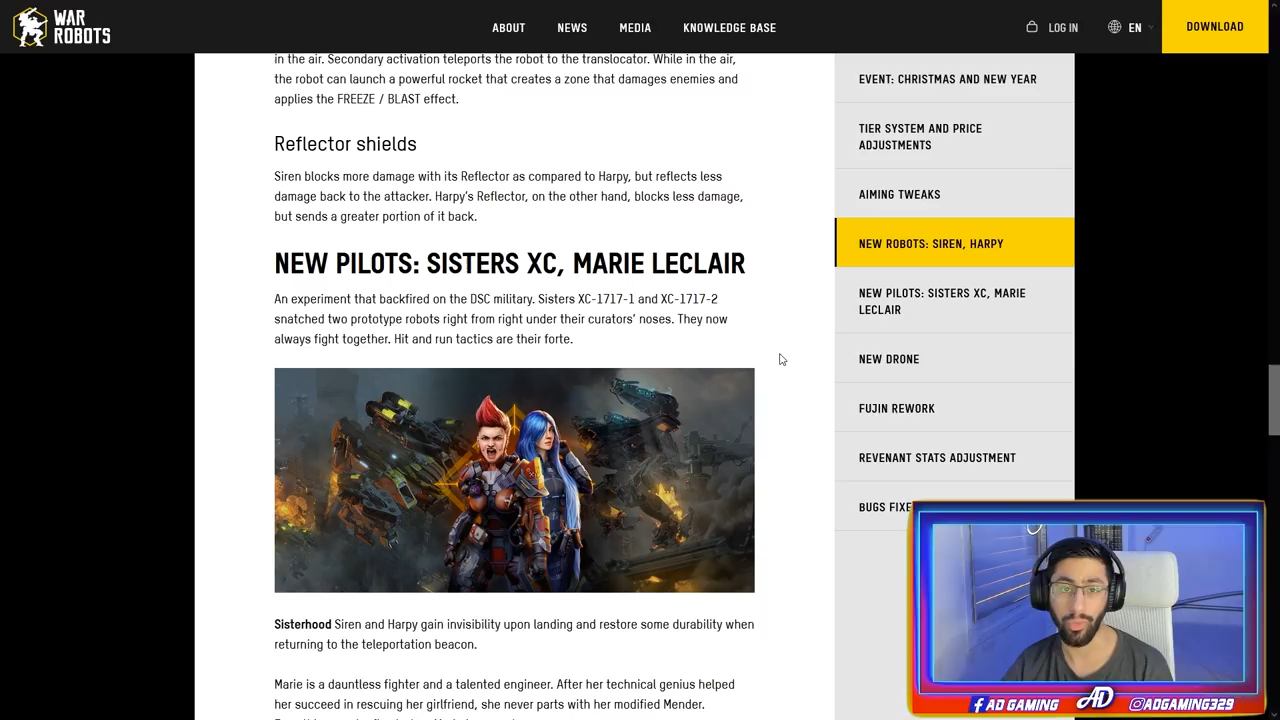 WAR
ROBOTS
ABOUT
NEWS
MEDIA
KNOWLEDGE BASE
LOG IN
EN
DOWNLOAD
in the air. Secondary activation teleports the robot to the translocator. While in the air,
the robot can launch a powerful rocket that creates a zone that damages enemies and
applies the FREEZE / BLAST effect.
Reflector shields
Siren blocks more damage with its Reflector as compared to Harpy, but reflects less
damage back to the attacker. Harpy's Reflector, on the other hand, blocks less damage,
but sends a greater portion of it back.
NEW PILOTS: SISTERS XC, MARIE LECLAIR
An experiment that backfired on the DSC military. Sisters XC-1717-1 and XC-1717-2
snatched two prototype robots right from right under their curators' noses. They now
always fight together. Hit and run tactics are their forte.
Sisterhood Siren and Harpy gain invisibility upon landing and restore some durability when
returning to the teleportation beacon.
Marie is a dauntless fighter and a talented engineer. After her technical genius helped
her succeed in rescuing her girlfriend, she never parts with her modified Mender.
EVENT: CHRISTMAS AND NEW YEAR
TIER SYSTEM AND PRICE
ADJUSTMENTS
AIMING TWEAKS
NEW ROBOTS: SIREN, HARPY
NEW PILOTS: SISTERS XC, MARIE
LECLAIR
NEW DRONE
FUJIN REWORK
REVENANT STATS ADJUSTMENT
BUGS FIXE
AD GAMING
AD
@ADGAMING329